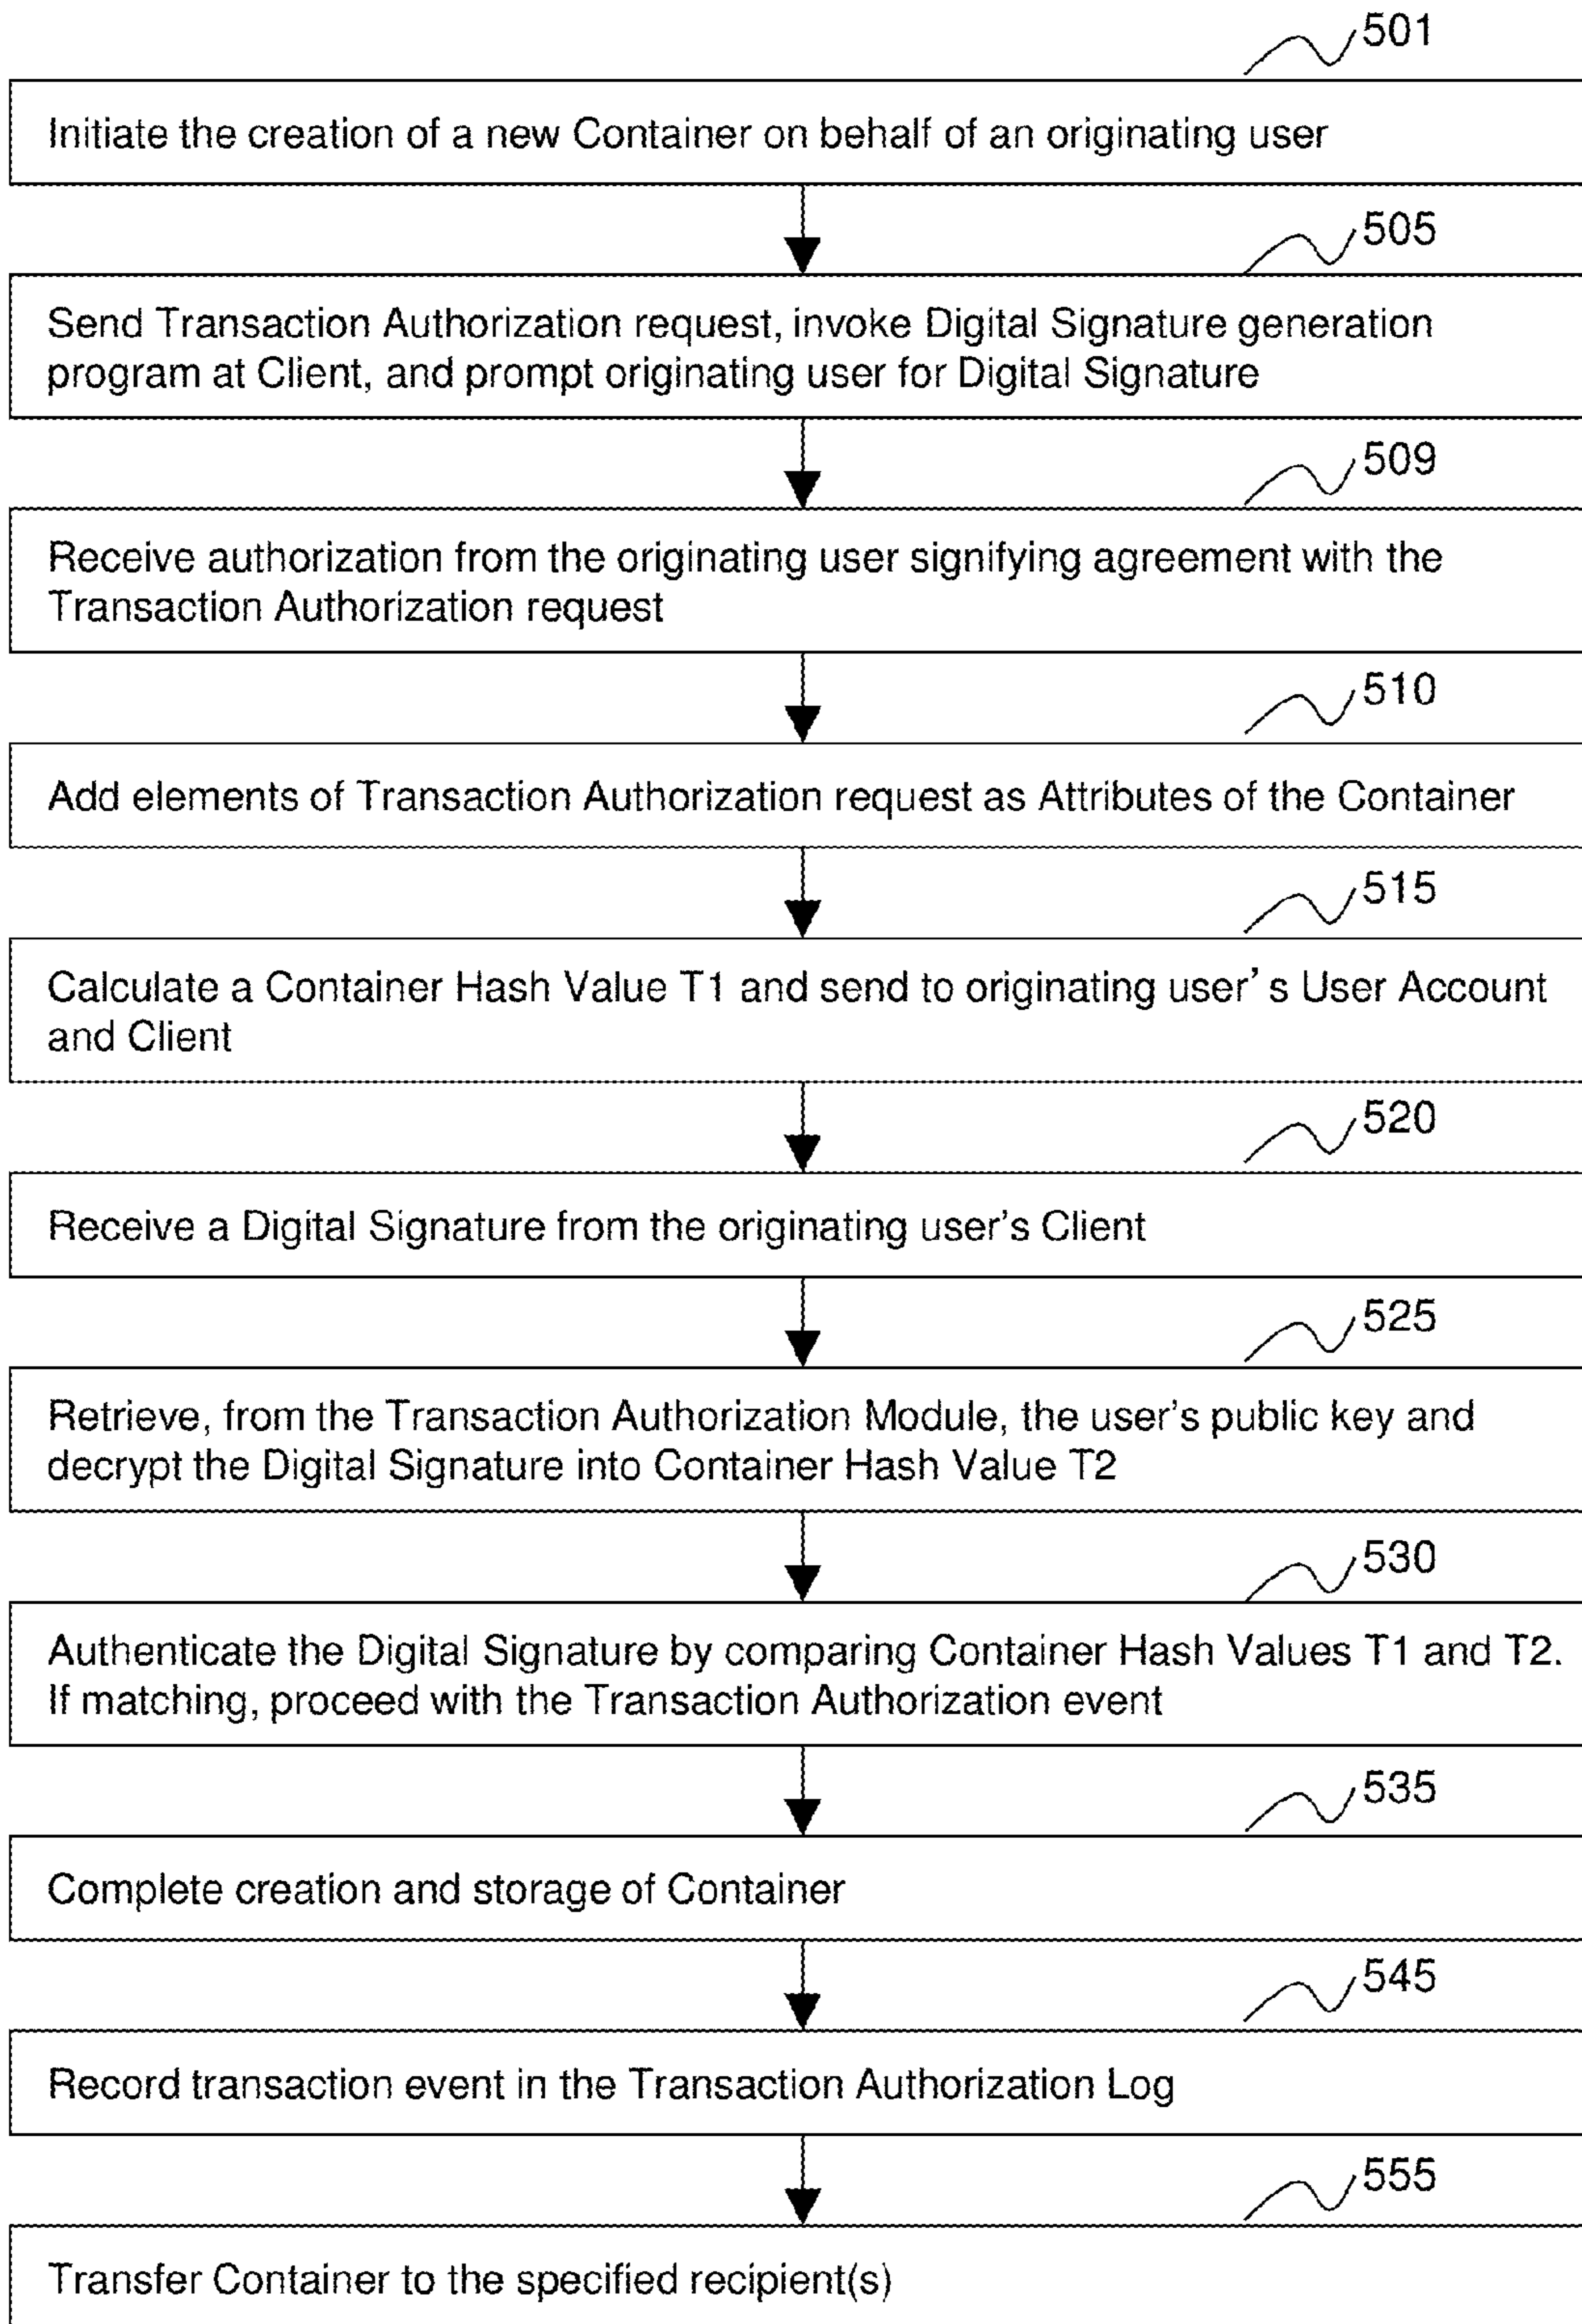 501
Initiate the creation of a new Container on behalf of an originating user
505
Send Transaction Authorization request, invoke Digital Signature generation
program at Client, and prompt originating user for Digital Signature
509
Receive authorization from the originating user signifying agreement with the
Transaction Authorization request
510
Add elements of Transaction Authorization request as Attributes of the Container
515
Calculate a Container Hash Value T1 and send to originating user' s User Account
and Client
520
Receive a Digital Signature from the originating user's Client
525
Retrieve, from the Transaction Authorization Module, the user's public key and
decrypt the Digital Signature into Container Hash Value T2
530
Authenticate the Digital Signature by comparing Container Hash Values T1 and T2.
If matching, proceed with the Transaction Authorization event
535
Complete creation and storage of Container
545
Record transaction event in the Transaction Authorization Log
555
Transfer Container to the specified recipient(s)